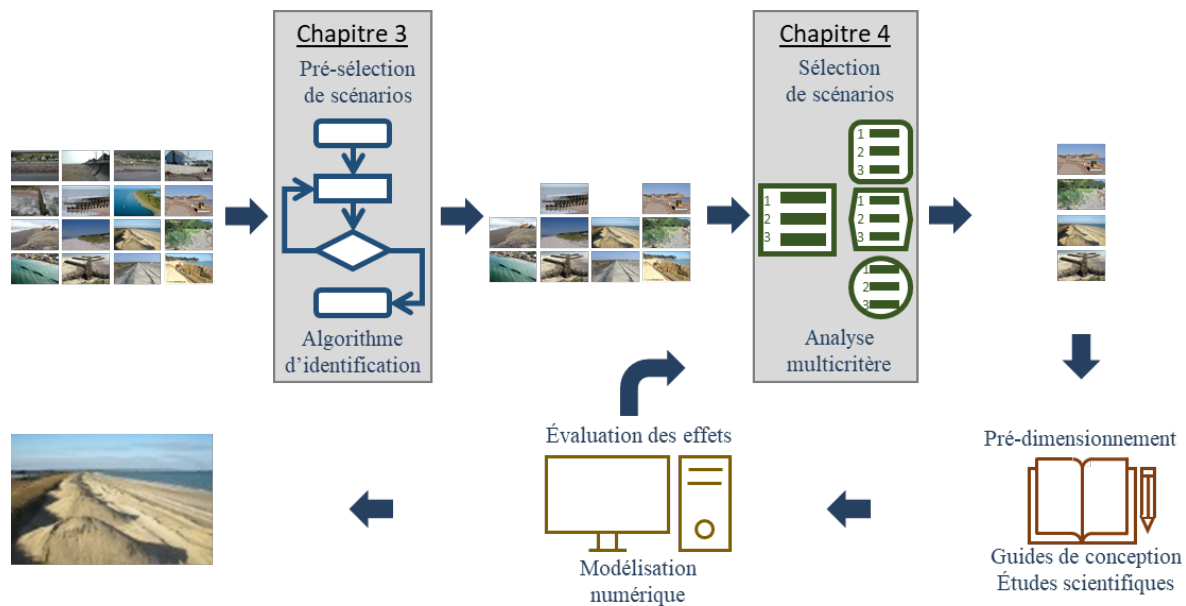 Chapitre 3
Pré-sélection
de scénarios
Algorithme
d'identification
Chapitre 4
Sélection
de scénarios
1
2
3
1
2
3
1
2
3
1
2
3
Analyse
multicritère
Évaluation des effets
Modélisation
numérique
Pré-dimensionnement
Guides de conception
Études scientifiques